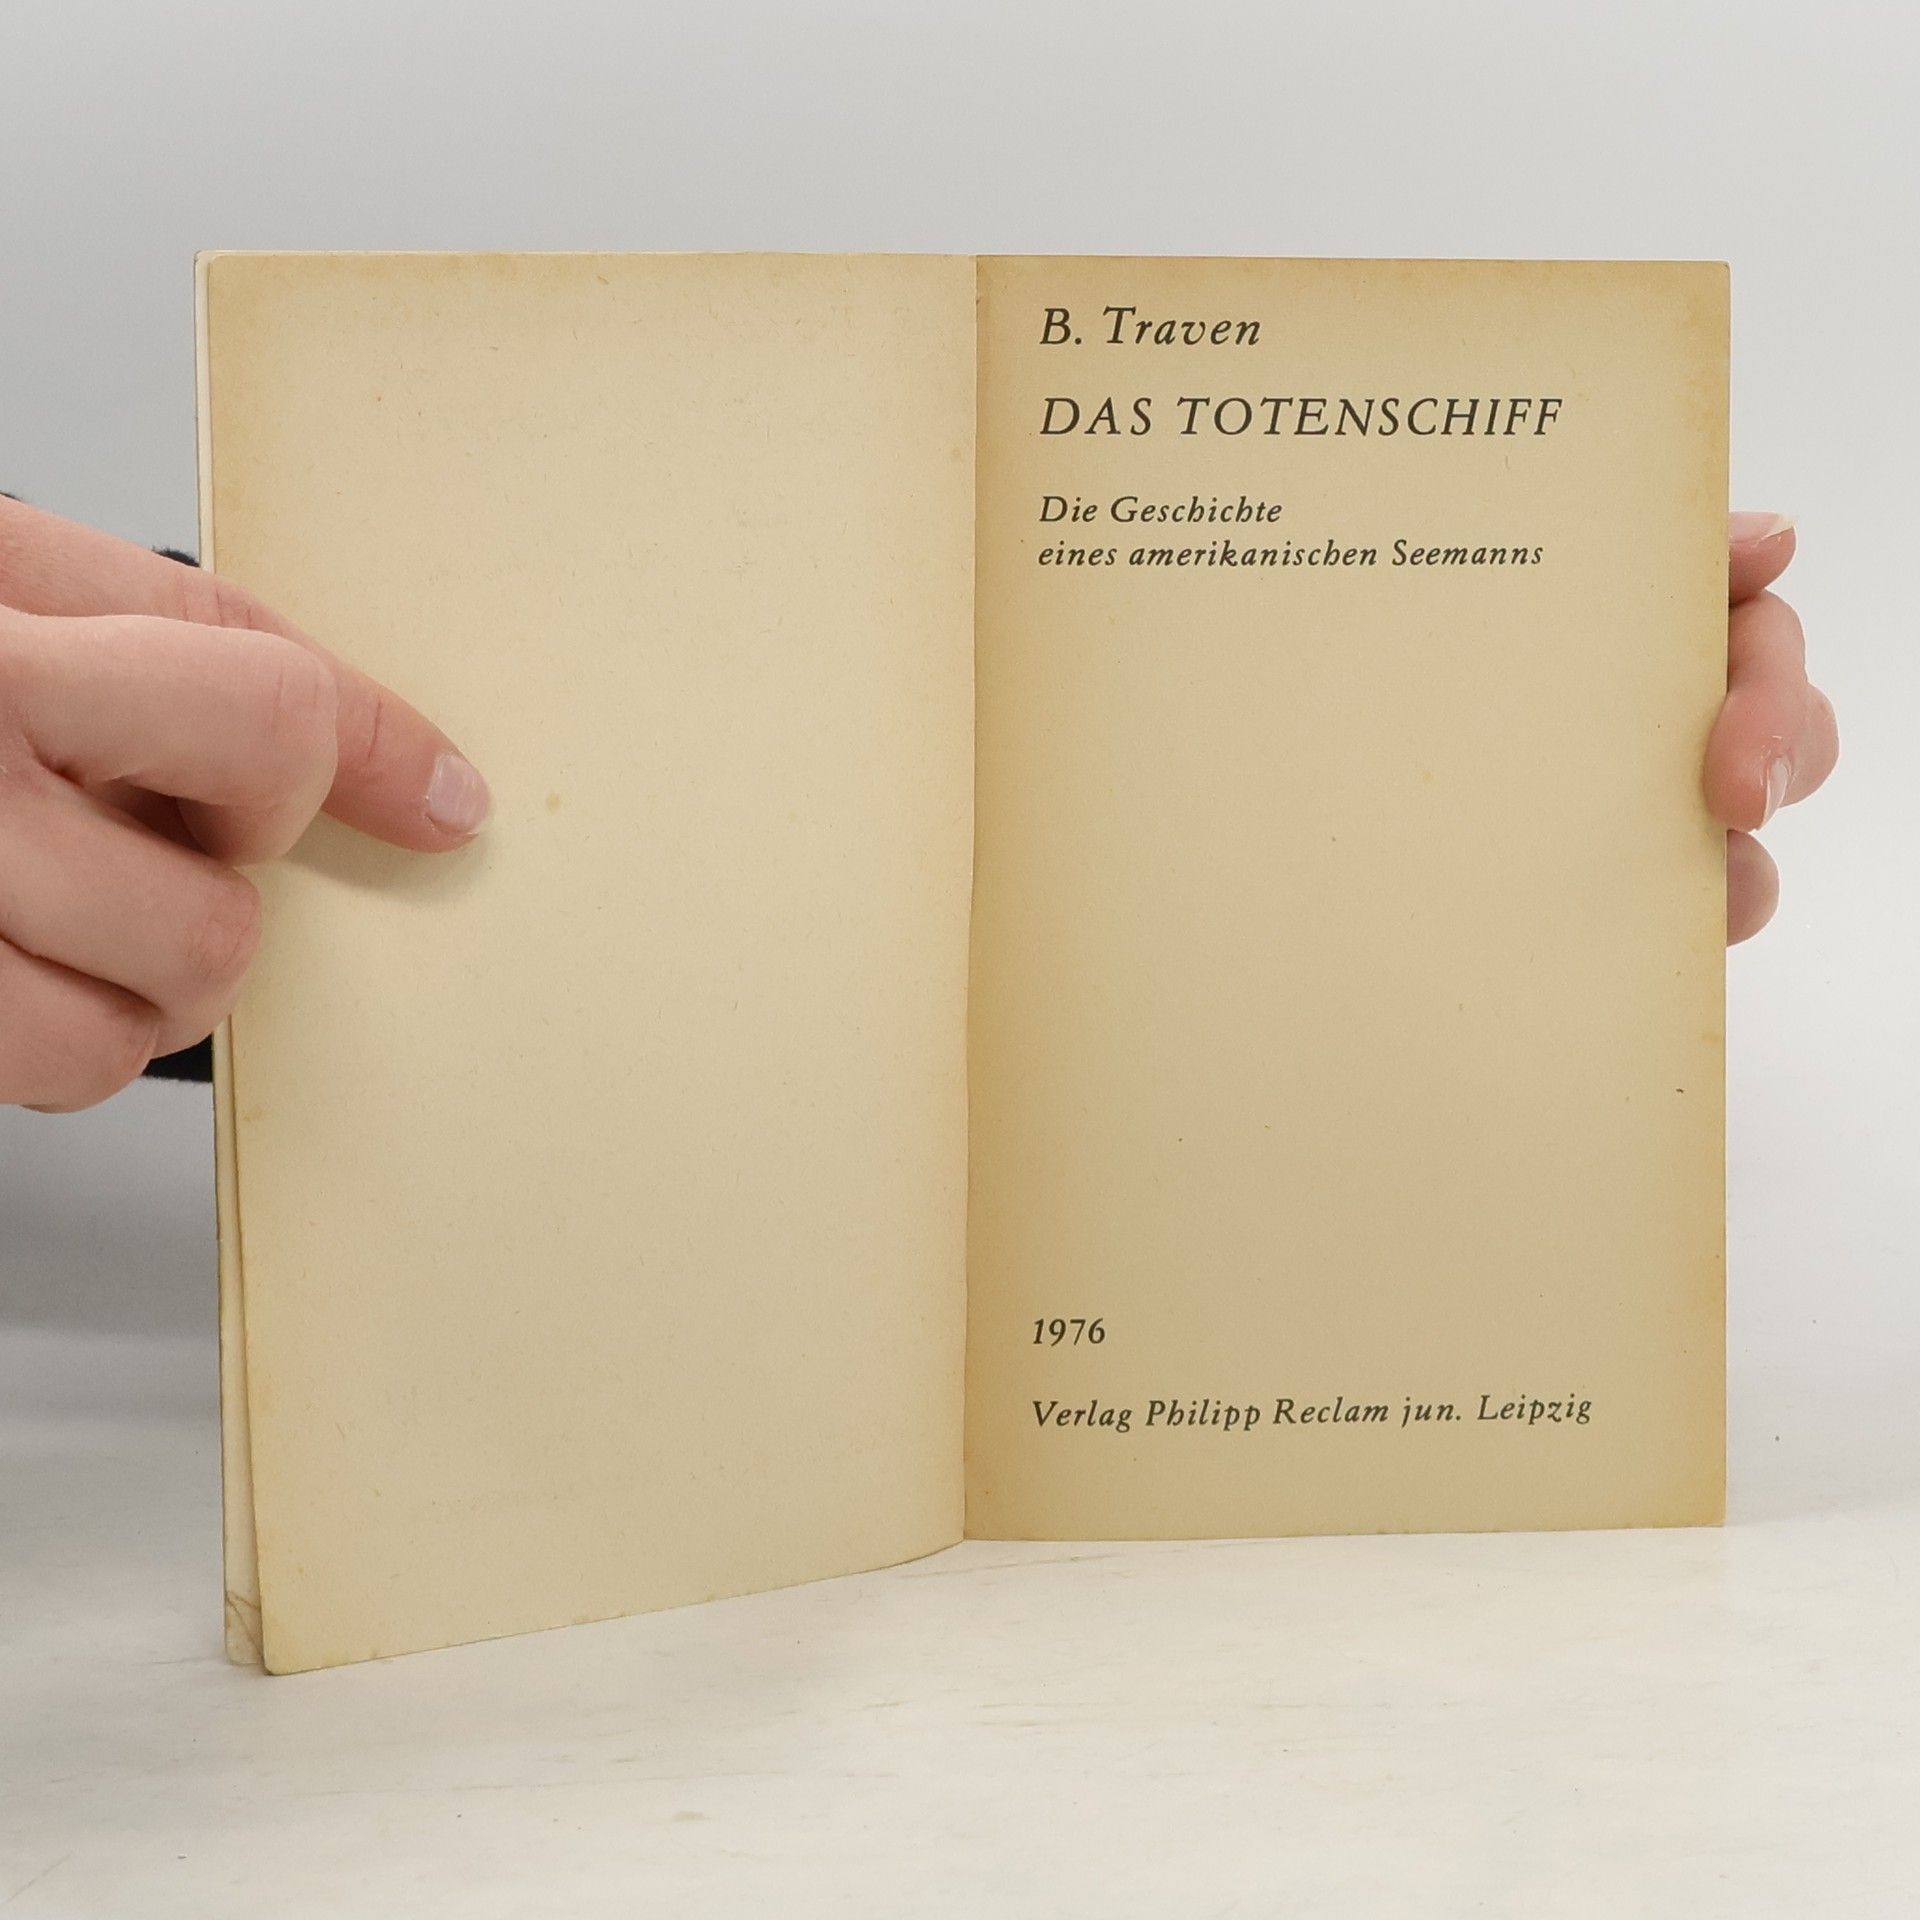 B. Traven
DAS TOTENSCHIFF
Die Geschichte
eines amerikanischen Seemanns
1976
Verlag Philipp Reclam jun. Leipzig